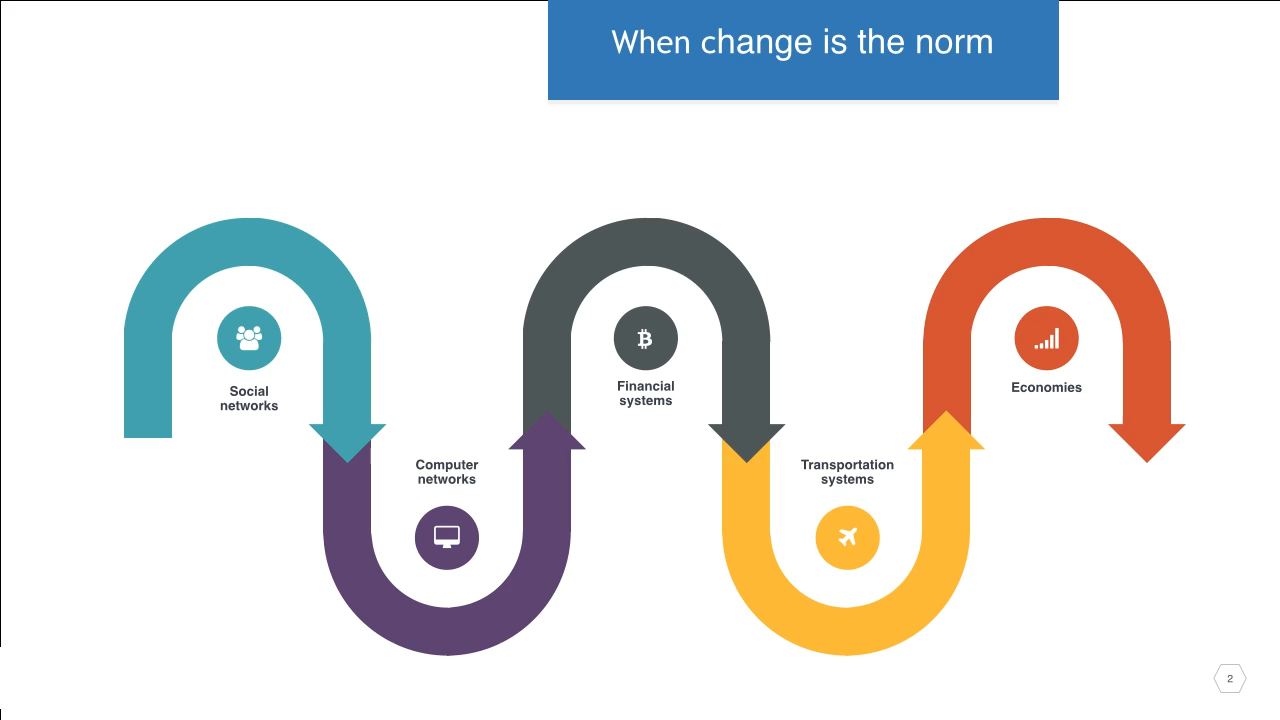 When change is the norm
Social
networks
Computer
networks
Financial
systems
Transportation
systems
Economies
2